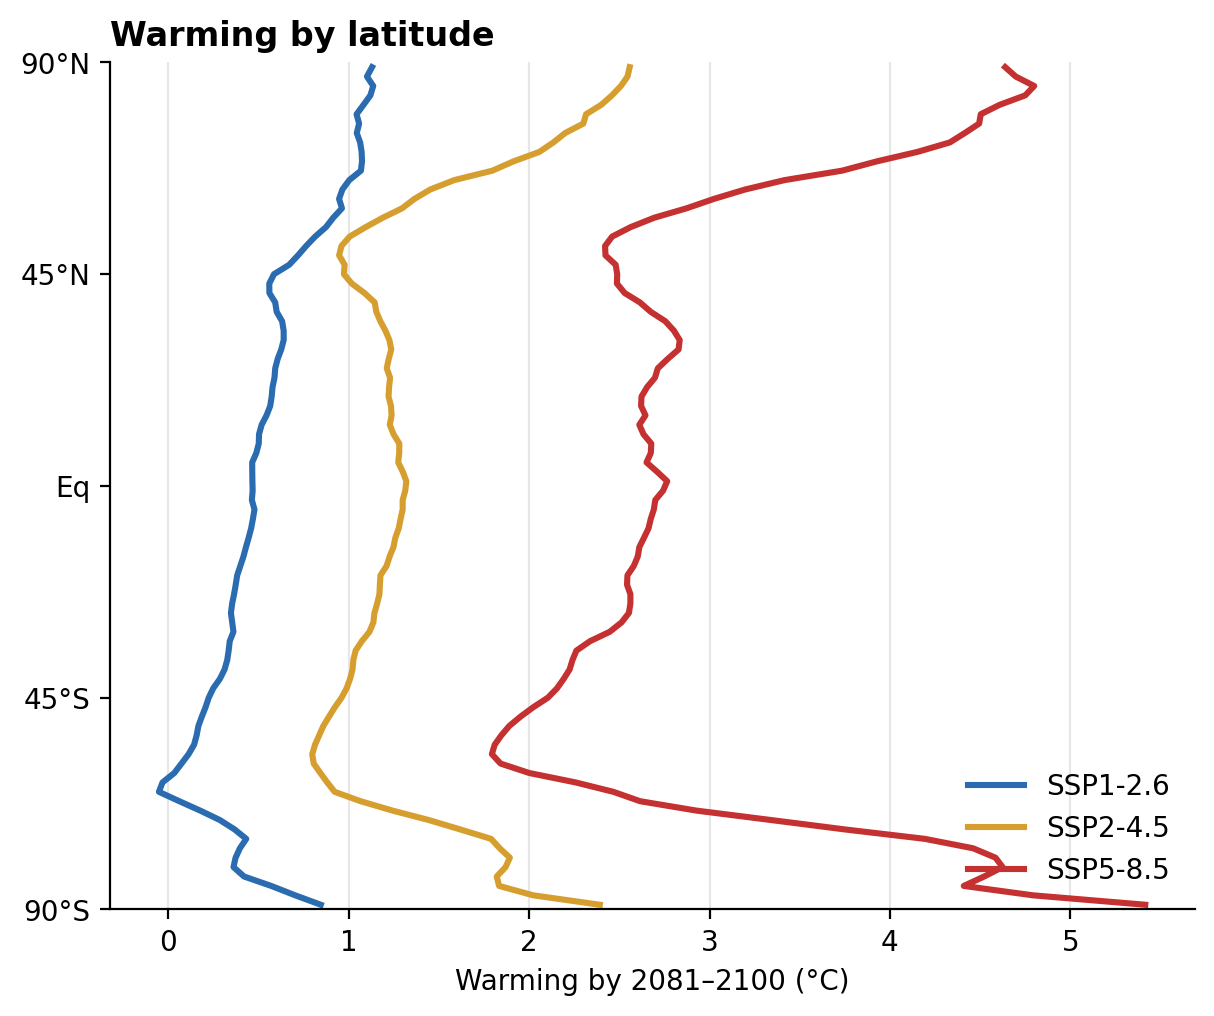 Warming by latitude
90°N
45°N
Eq
45°S
90°S
SSP1-2.6
SSP2-4.5
SSP5-8.5
0 1 2 3 4 5
Warming by 2081–2100 (°C)